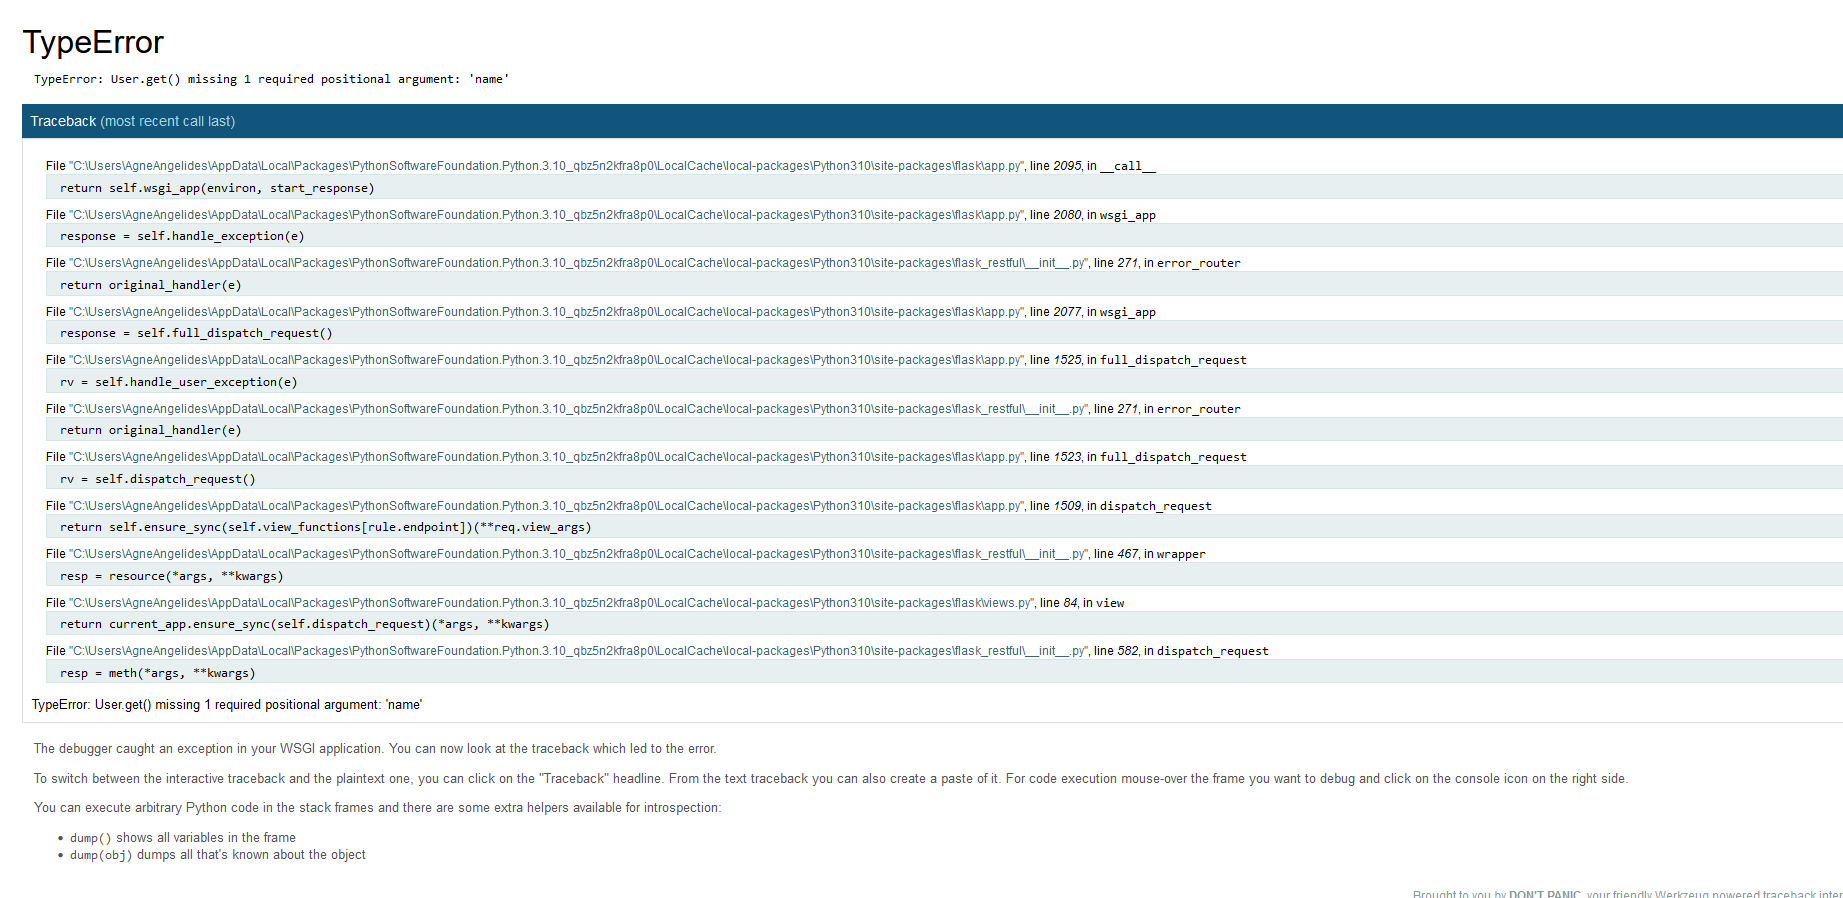 TypeError
TypeError: User.get() missing 1 required positional argument: 'name'
Traceback (most recent call last)
File "C:\Users\AgneAngelides\AppData\Local\Packages\PythonSoftwareFoundation.Python.3.10_qbz5n2kfra8p0\LocalCache\local-packages\Python310\site-packages\flask\app.py", line 2095, in __call__
return self.wsgi_app(environ, start_response)
File "C:\Users\AgneAngelides\AppData\Local\Packages\PythonSoftwareFoundation.Python.3.10_qbz5n2kfra8p0\LocalCache\local-packages\Python310\site-packages\flask\app.py", line 2080, in wsgi_app
response = self.handle_exception(e)
File "C:\Users\AgneAngelides\AppData\Local\Packages\PythonSoftwareFoundation.Python.3.10_qbz5n2kfra8p0\LocalCache\local-packages\Python310\site-packages\flask_restful\__init__.py", line 271, in error_router
return original_handler(e)
File "C:\Users\AgneAngelides\AppData\Local\Packages\PythonSoftwareFoundation.Python.3.10_qbz5n2kfra8p0\LocalCache\local-packages\Python310\site-packages\flask\app.py", line 2077, in wsgi_app
response = self.full_dispatch_request()
File "C:\Users\AgneAngelides\AppData\Local\Packages\PythonSoftwareFoundation.Python.3.10_qbz5n2kfra8p0\LocalCache\local-packages\Python310\site-packages\flask\app.py", line 1525, in full_dispatch_request
rv = self.handle_user_exception(e)
File "C:\Users\AgneAngelides\AppData\Local\Packages\PythonSoftwareFoundation.Python.3.10_qbz5n2kfra8p0\LocalCache\local-packages\Python310\site-packages\flask_restful\__init__.py", line 271, in error_router
return original_handler(e)
File "C:\Users\AgneAngelides\AppData\Local\Packages\PythonSoftwareFoundation.Python.3.10_qbz5n2kfra8p0\LocalCache\local-packages\Python310\site-packages\flask\app.py", line 1523, in full_dispatch_request
rv = self.dispatch_request()
File "C:\Users\AgneAngelides\AppData\Local\Packages\PythonSoftwareFoundation.Python.3.10_qbz5n2kfra8p0\LocalCache\local-packages\Python310\site-packages\flask\app.py", line 1509, in dispatch_request
return self.ensure_sync(self.view_functions[rule.endpoint])(**req.view_args)
File "C:\Users\AgneAngelides\AppData\Local\Packages\PythonSoftwareFoundation.Python.3.10_qbz5n2kfra8p0\LocalCache\local-packages\Python310\site-packages\flask_restful\__init__.py", line 467, in wrapper
resp = resource(*args, **kwargs)
File "C:\Users\AgneAngelides\AppData\Local\Packages\PythonSoftwareFoundation.Python.3.10_qbz5n2kfra8p0\LocalCache\local-packages\Python310\site-packages\flask\views.py", line 84, in view
return current_app.ensure_sync(self.dispatch_request)(*args, **kwargs)
File "C:\Users\AgneAngelides\AppData\Local\Packages\PythonSoftwareFoundation.Python.3.10_qbz5n2kfra8p0\LocalCache\local-packages\Python310\site-packages\flask_restful\__init__.py", line 582, in dispatch_request
resp = meth(*args, **kwargs)
TypeError: User.get() missing 1 required positional argument: 'name'
The debugger caught an exception in your WSGI application. You can now look at the traceback which led to the error.
To switch between the interactive traceback and the plaintext one, you can click on the "Traceback" headline. From the text traceback you can also create a paste of it. For code execution mouse-over the frame you want to debug and click on the console icon on the right side.
You can execute arbitrary Python code in the stack frames and there are some extra helpers available for introspection:
• dump() shows all variables in the frame
• dump(obj) dumps all that's known about the object
Brought to you by DON'T PANIC, your friendly Werkzeug powered traceback inter